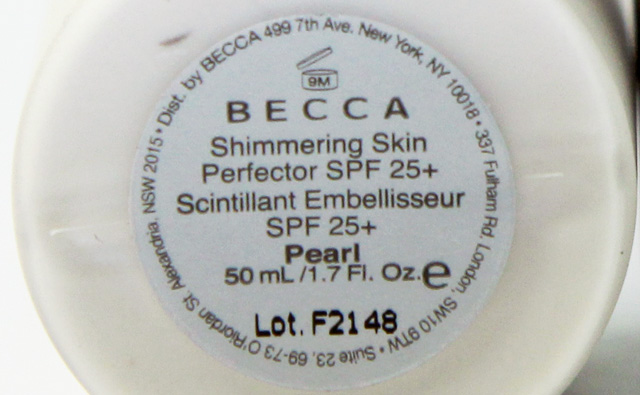 Dist. by BECCA 499 7th Ave. New York, NY 10018 • 337 Fulham Rd. London, SW10 9TW • Suite 23, 69-73 O'Riordan St. Alexandria, NSW 2015 •
9M
BECCA
Shimmering Skin
Perfector SPF 25+
Scintillant Embellisseur
SPF 25+
Pearl
50 mL /1.7 Fl. Oz. e
Lot. F2148